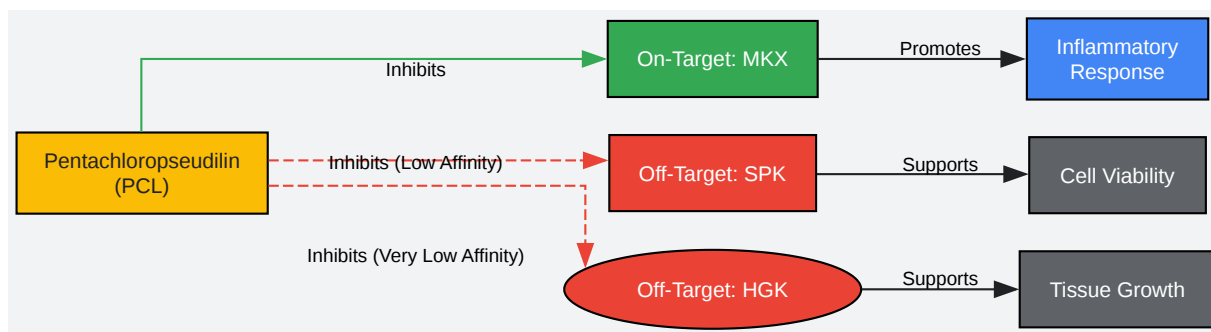 Inhibits
On-Target: MKX
Promotes
Inflammatory
Response
Pentachloropseudilin
(PCL)
Inhibits (Low Affinity)
Off-Target: SPK
Supports
Cell Viability
Inhibits (Very Low Affinity)
Off-Target: HGK
Supports
Tissue Growth